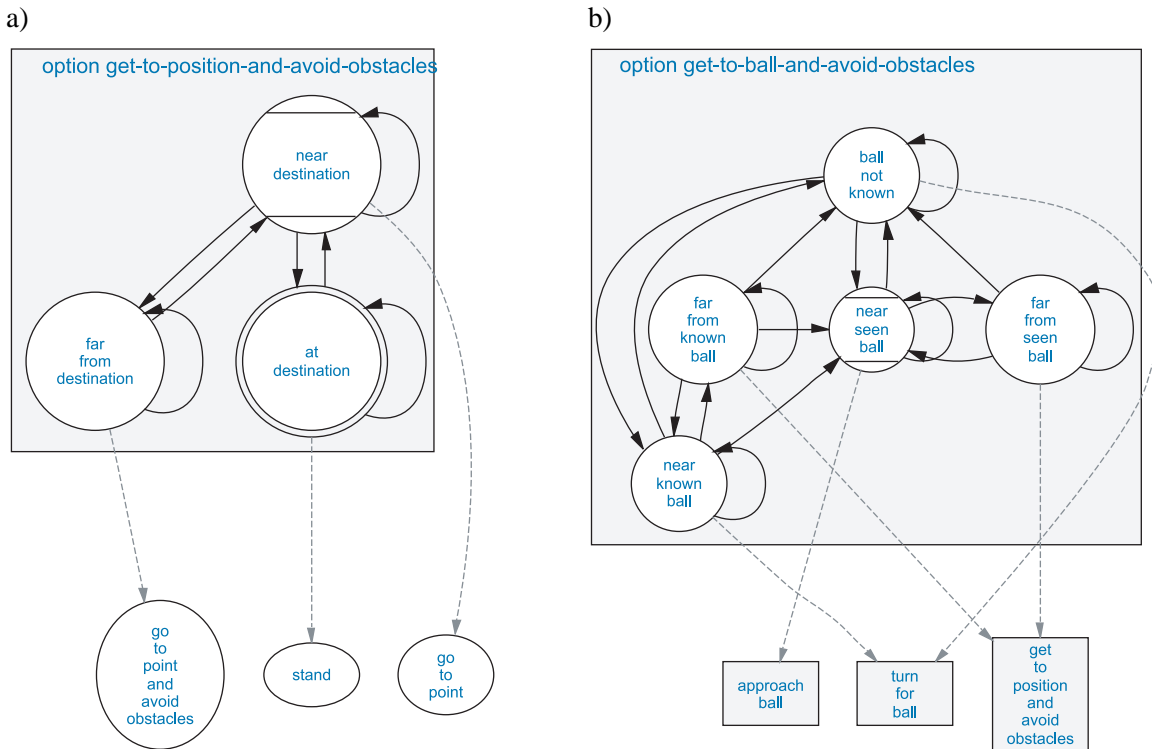 a)
option get-to-position-and-avoid-obstacles
near
destination
far
from
destination
at
destination
go
to
point
and
avoid
obstacles
stand
go
to
point
b)
option get-to-ball-and-avoid-obstacles
ball
not
known
far
from
known
ball
near
seen
ball
far
from
seen
ball
near
known
ball
approach
ball
turn
for
ball
get
to
position
and
avoid
obstacles